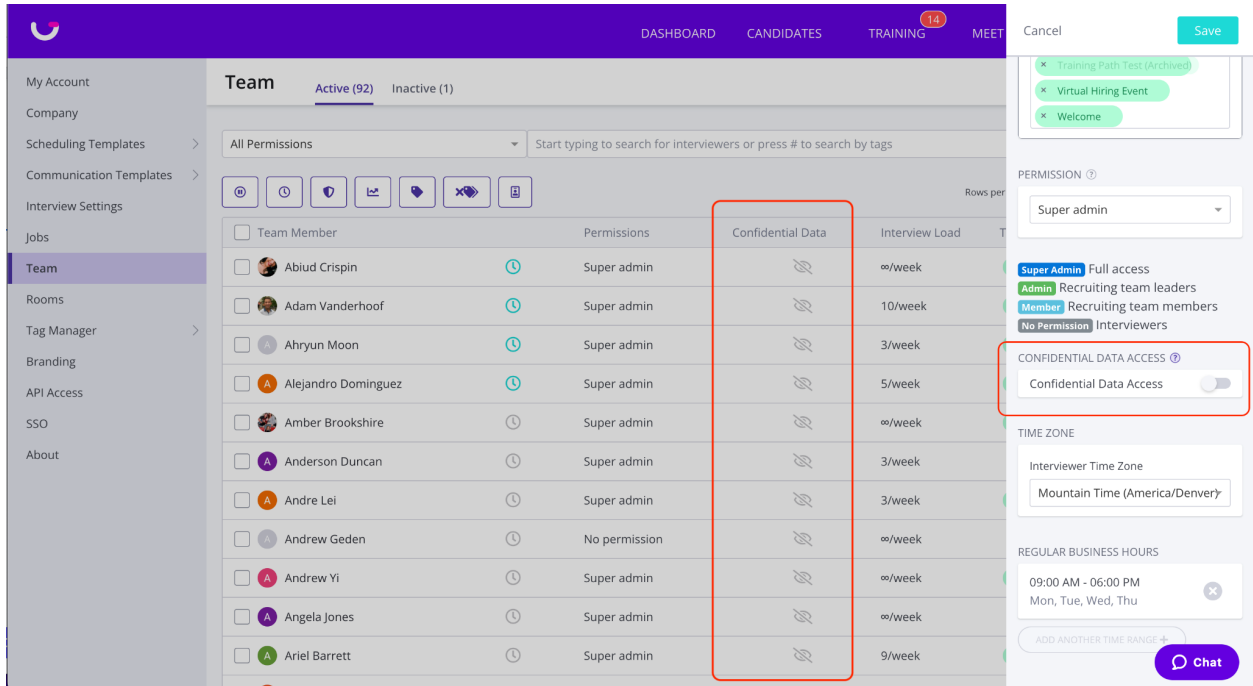 DASHBOARD CANDIDATES TRAINING 14 MEET
Cancel Save
My Account
Company
Scheduling Templates
Communication Templates
Interview Settings
Jobs
Team
Rooms
Tag Manager
Branding
API Access
SSO
About
Team Active (92) Inactive (1)
All Permissions Start typing to search for interviewers or press # to search by tags
Rows per
Team Member Permissions Confidential Data Interview Load T
Abiud Crispin Super admin ∞/week
Adam Vanderhoof Super admin 10/week
A Ahryun Moon Super admin 3/week
A Alejandro Dominguez Super admin 5/week
Amber Brookshire Super admin ∞/week
A Anderson Duncan Super admin 3/week
A Andre Lei Super admin 3/week
A Andrew Geden No permission ∞/week
A Andrew Yi Super admin ∞/week
A Angela Jones Super admin ∞/week
A Ariel Barrett Super admin 9/week
× Training Path Test (Archived)
× Virtual Hiring Event
× Welcome
PERMISSION ?
Super admin
Super Admin Full access
Admin Recruiting team leaders
Member Recruiting team members
No Permission Interviewers
CONFIDENTIAL DATA ACCESS ?
Confidential Data Access
TIME ZONE
Interviewer Time Zone
Mountain Time (America/Denver)
REGULAR BUSINESS HOURS
09:00 AM - 06:00 PM
Mon, Tue, Wed, Thu
ADD ANOTHER TIME RANGE +
Chat